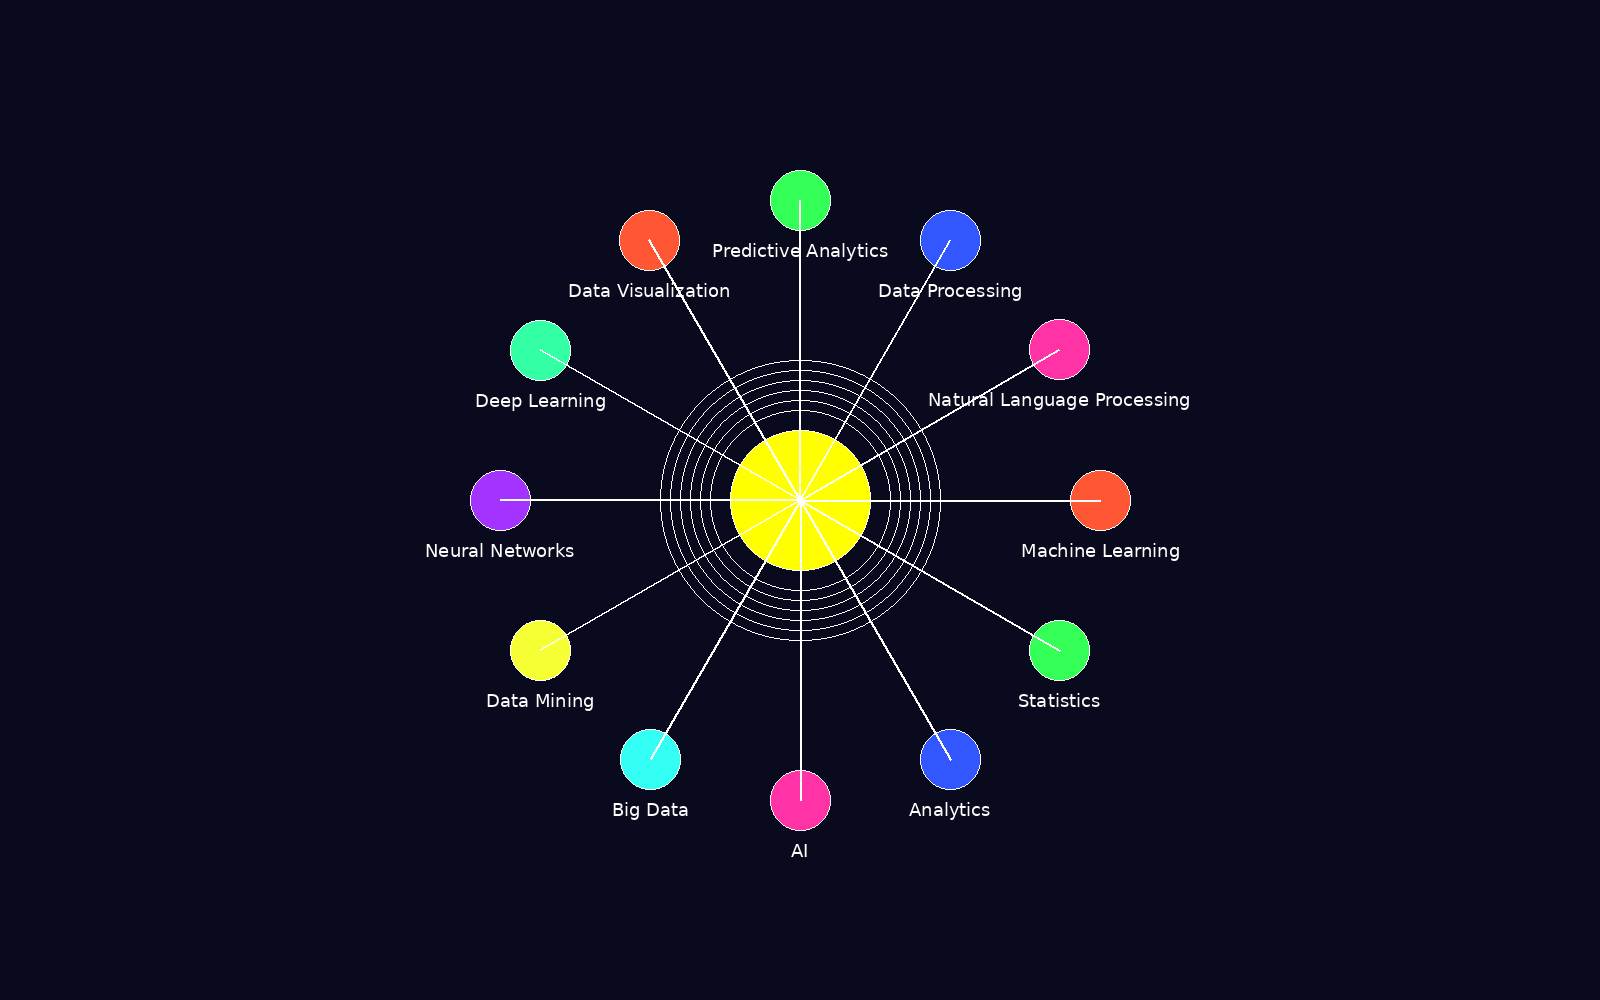 Predictive Analytics
Data Visualization
Data Processing
Deep Learning
Natural Language Processing
Neural Networks
Machine Learning
Data Mining
Statistics
Big Data
Analytics
AI